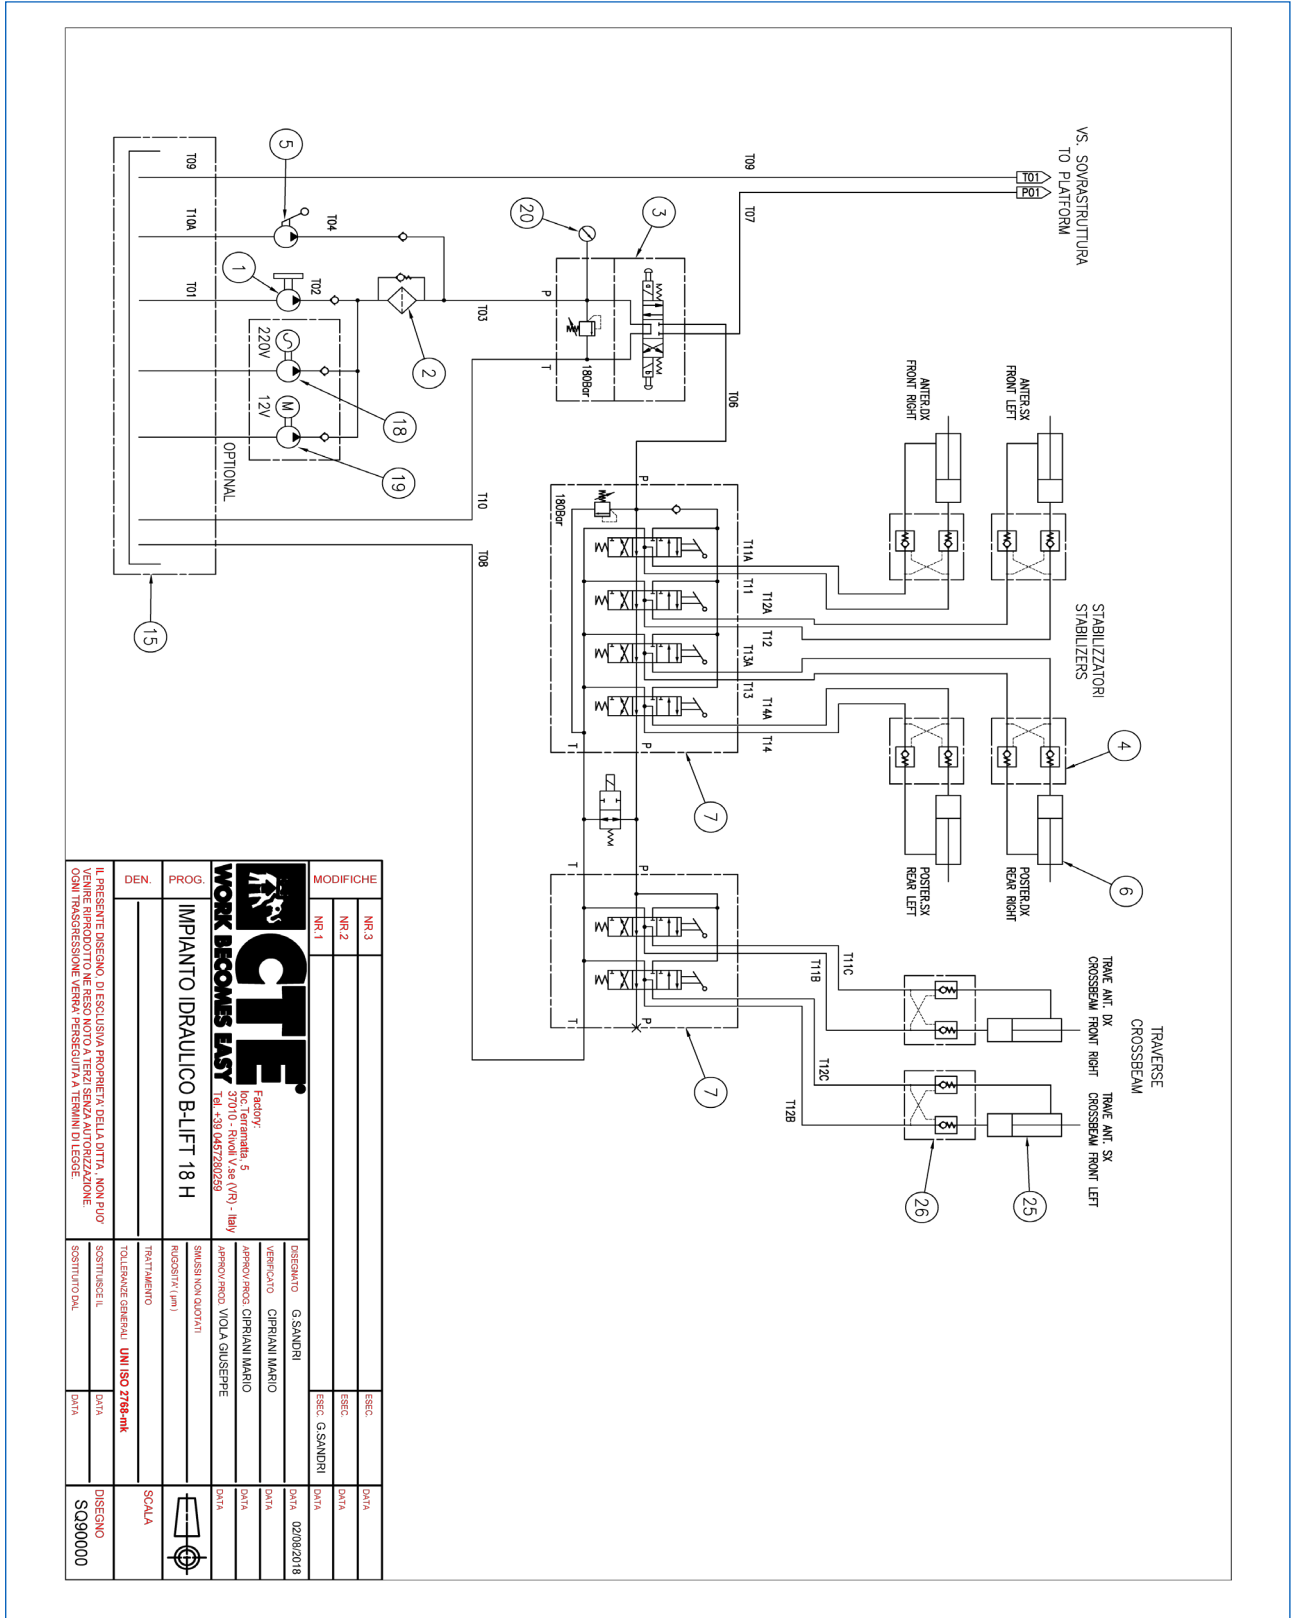 VS. SOVRASTRUTTURA
TO PLATFORM
T01
P01
T09
T07
T09
T10A
T01
5
T04
1
T02
2
T03
220V
12V
18
19
OPTIONAL
15
T10
T08
20
3
P
T
180Bar
T06
ANTER.SX
FRONT LEFT
ANTER.DX
FRONT RIGHT
STABILIZZATORI
STABILIZERS
P
180Bar
T11A
T11
T12A
T12
T13A
T13
T14A
T14
T
P
7
4
6
POSTER.DX
REAR RIGHT
POSTER.SX
REAR LEFT
T
P
T
P
7
T11C
T11B
T12C
T12B
TRAVERSE
CROSSBEAM
TRAVE ANT. DX
CROSSBEAM FRONT RIGHT
TRAVE ANT. SX
CROSSBEAM FRONT LEFT
25
26
MODIFICHE
NR.3
ESEC.
DATA
NR.2
ESEC.
DATA
NR.1
ESEC. G.SANDRI
DATA
CTE
WORK BECOMES EASY
Factory:
loc.Terramatta, 5
37010 - Rivoli V.se (VR) - Italy
Tel. +39 0457280259
DISEGNATO G.SANDRI
DATA 02/08/2018
VERIFICATO CIPRIANI MARIO
DATA
APPROV.PROG. CIPRIANI MARIO
DATA
APPROV.PROD. VIOLA GIUSEPPE
DATA
PROG.
IMPIANTO IDRAULICO B-LIFT 18 H
SMUSSI NON QUOTATI
RUGOSITA' ( µm )
DEN.
TRATTAMENTO
TOLLERANZE GENERALI UNI ISO 2768-mk
SCALA
IL PRESENTE DISEGNO, DI ESCLUSIVA PROPRIETA' DELLA DITTA , NON PUO'
VENIRE RIPRODOTTO NE RESO NOTO A TERZI SENZA AUTORIZZAZIONE.
OGNI TRASGRESSIONE VERRA' PERSEGUITA A TERMINI DI LEGGE.
SOSTITUISCE IL
DATA
SOSTITUITO DAL
DATA
DISEGNO
SQ90000